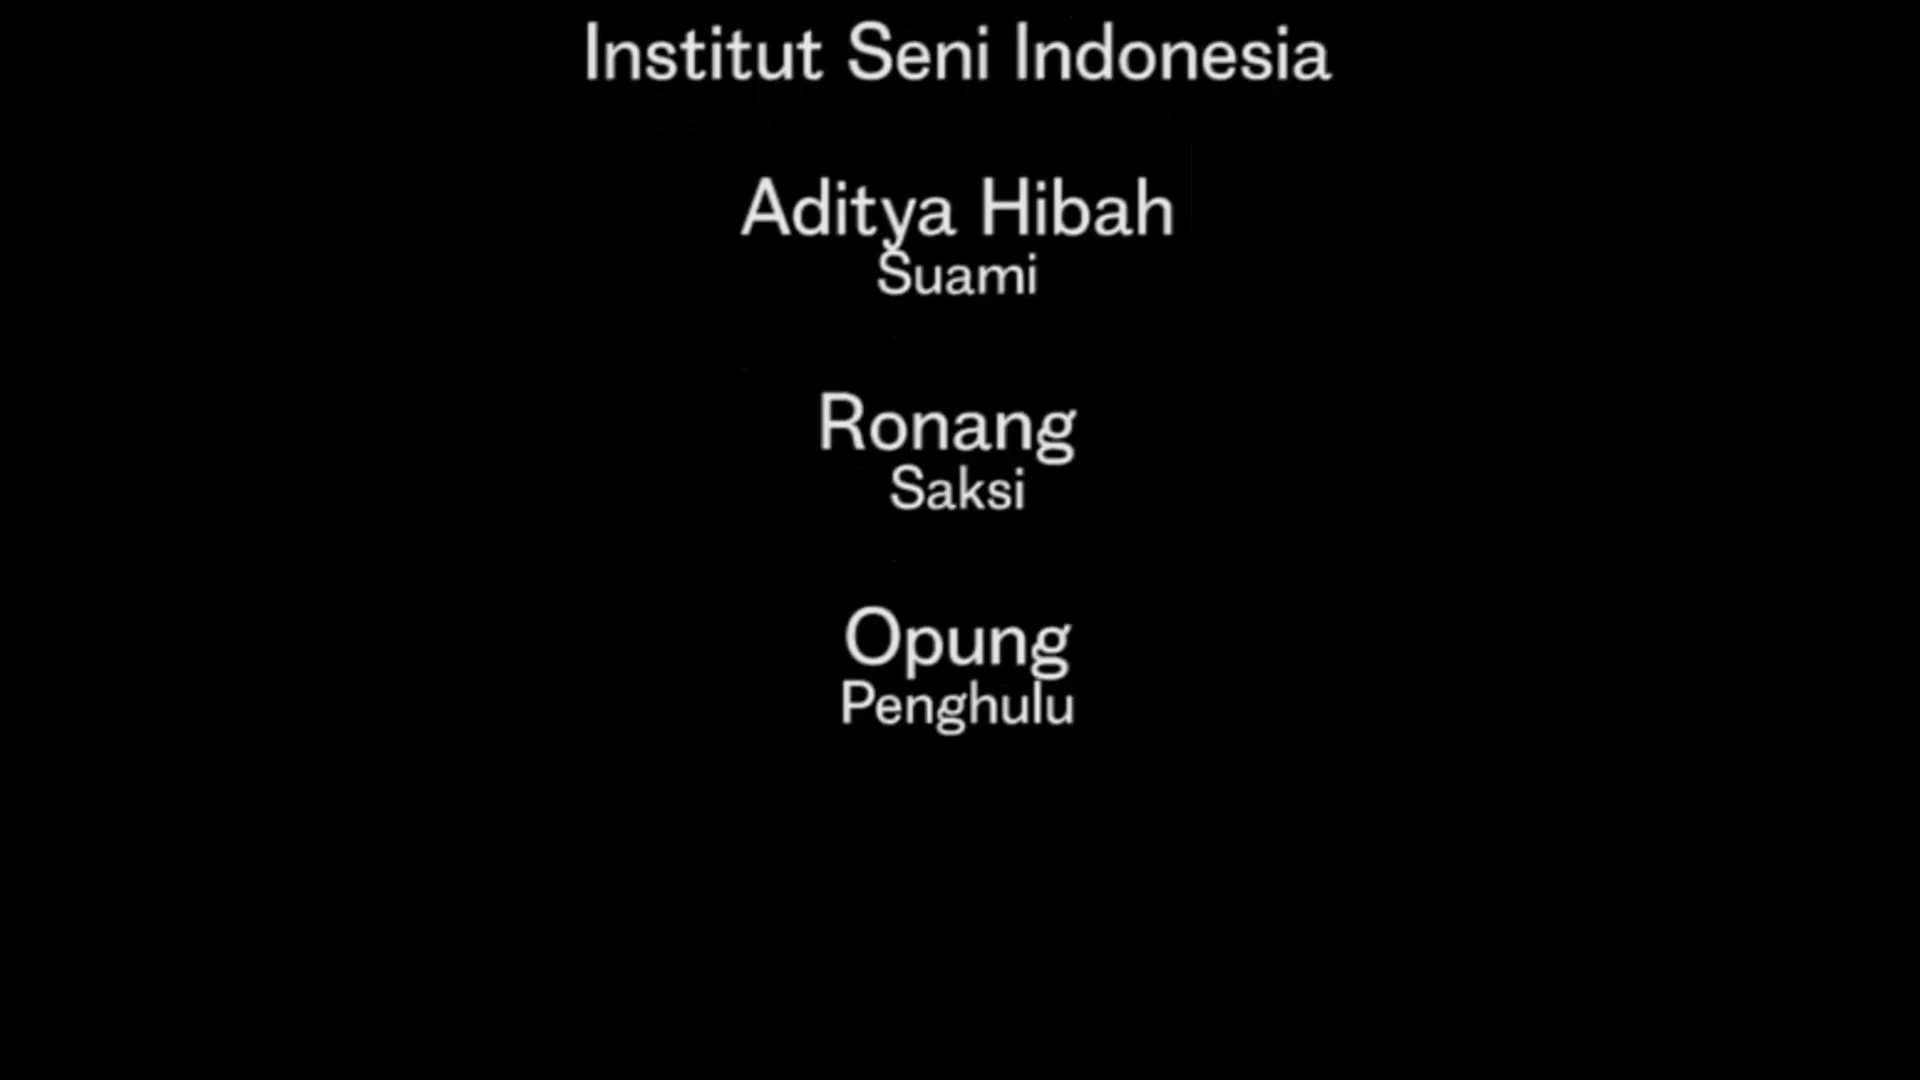 Institut Seni Indonesia
Aditya Hibah
Suami
Ronang
Saksi
Opung
Penghulu